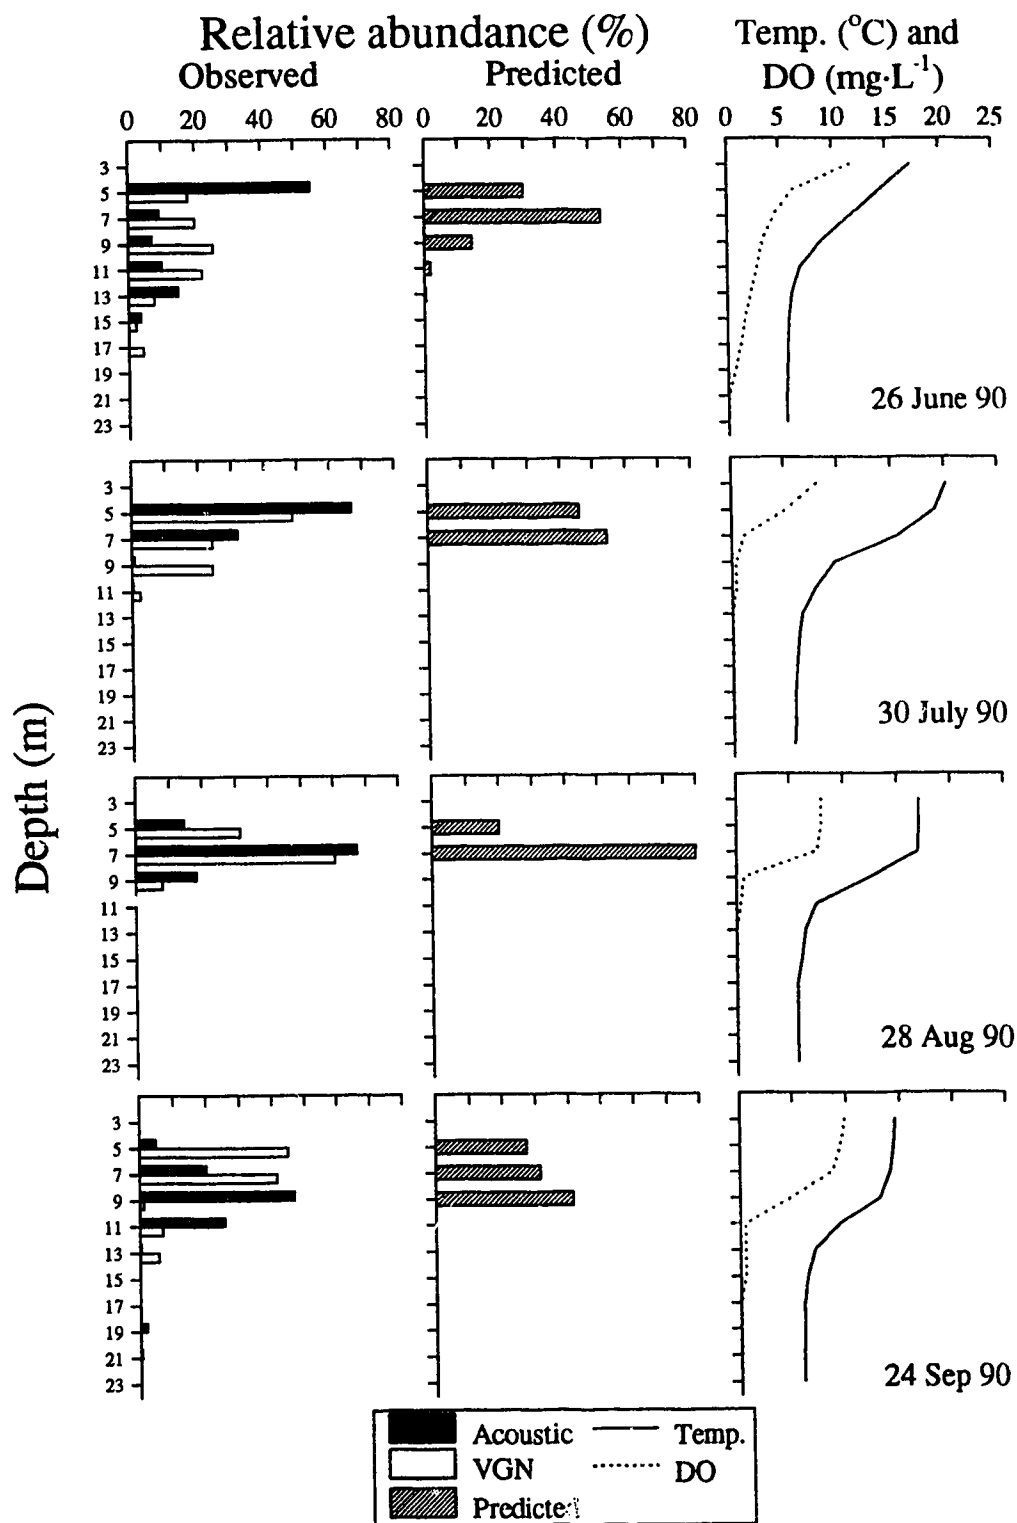 Relative abundance (%)
Temp. (°C) and
Observed
Predicted
DO (mg·L⁻¹)
0 20 40 60 80
0 20 40 60 80
0 5 10 15 20 25
Depth (m)
3
5
7
9
11
13
15
17
19
21
23
26 June 90
3
5
7
9
11
13
15
17
19
21
23
30 July 90
3
5
7
9
11
13
15
17
19
21
23
28 Aug 90
3
5
7
9
11
13
15
17
19
21
23
24 Sep 90
Acoustic
Temp.
VGN
DO
Predicted